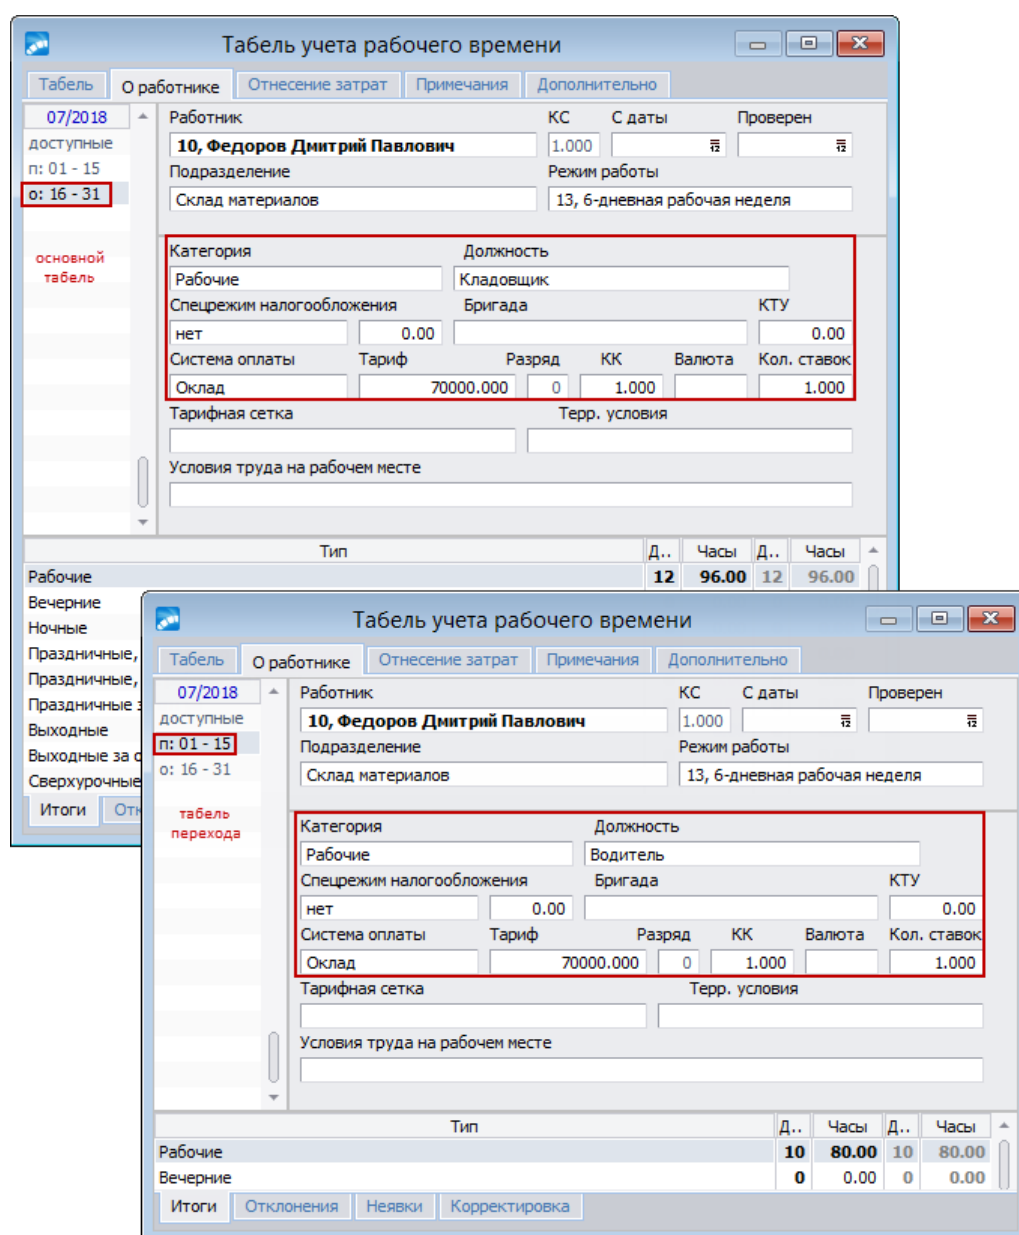 Табель учета рабочего времени
Табель О работнике Отнесение затрат Примечания Дополнительно
07/2018
доступные
п: 01 - 15
о: 16 - 31
основной
табель
Работник КС С даты Проверен
10, Федоров Дмитрий Павлович 1.000
Подразделение Режим работы
Склад материалов 13, 6-дневная рабочая неделя
Категория Должность
Рабочие Кладовщик
Спецрежим налогообложения Бригада КТУ
нет 0.00 0.00
Система оплаты Тариф Разряд КК Валюта Кол. ставок
Оклад 70000.000 0 1.000 1.000
Тарифная сетка Терр. условия
Условия труда на рабочем месте
Тип Д.. Часы Д.. Часы
Рабочие 12 96.00 12 96.00
Вечерние
Ночные
Праздничные,
Праздничные,
Праздничные з
Выходные
Выходные за с
Сверхурочные
Итоги Отк
Табель учета рабочего времени
Табель О работнике Отнесение затрат Примечания Дополнительно
07/2018
доступные
п: 01 - 15
о: 16 - 31
табель
перехода
Работник КС С даты Проверен
10, Федоров Дмитрий Павлович 1.000
Подразделение Режим работы
Склад материалов 13, 6-дневная рабочая неделя
Категория Должность
Рабочие Водитель
Спецрежим налогообложения Бригада КТУ
нет 0.00 0.00
Система оплаты Тариф Разряд КК Валюта Кол. ставок
Оклад 70000.000 0 1.000 1.000
Тарифная сетка Терр. условия
Условия труда на рабочем месте
Тип Д.. Часы Д.. Часы
Рабочие 10 80.00 10 80.00
Вечерние 0 0.00 0 0.00
Итоги Отклонения Неявки Корректировка